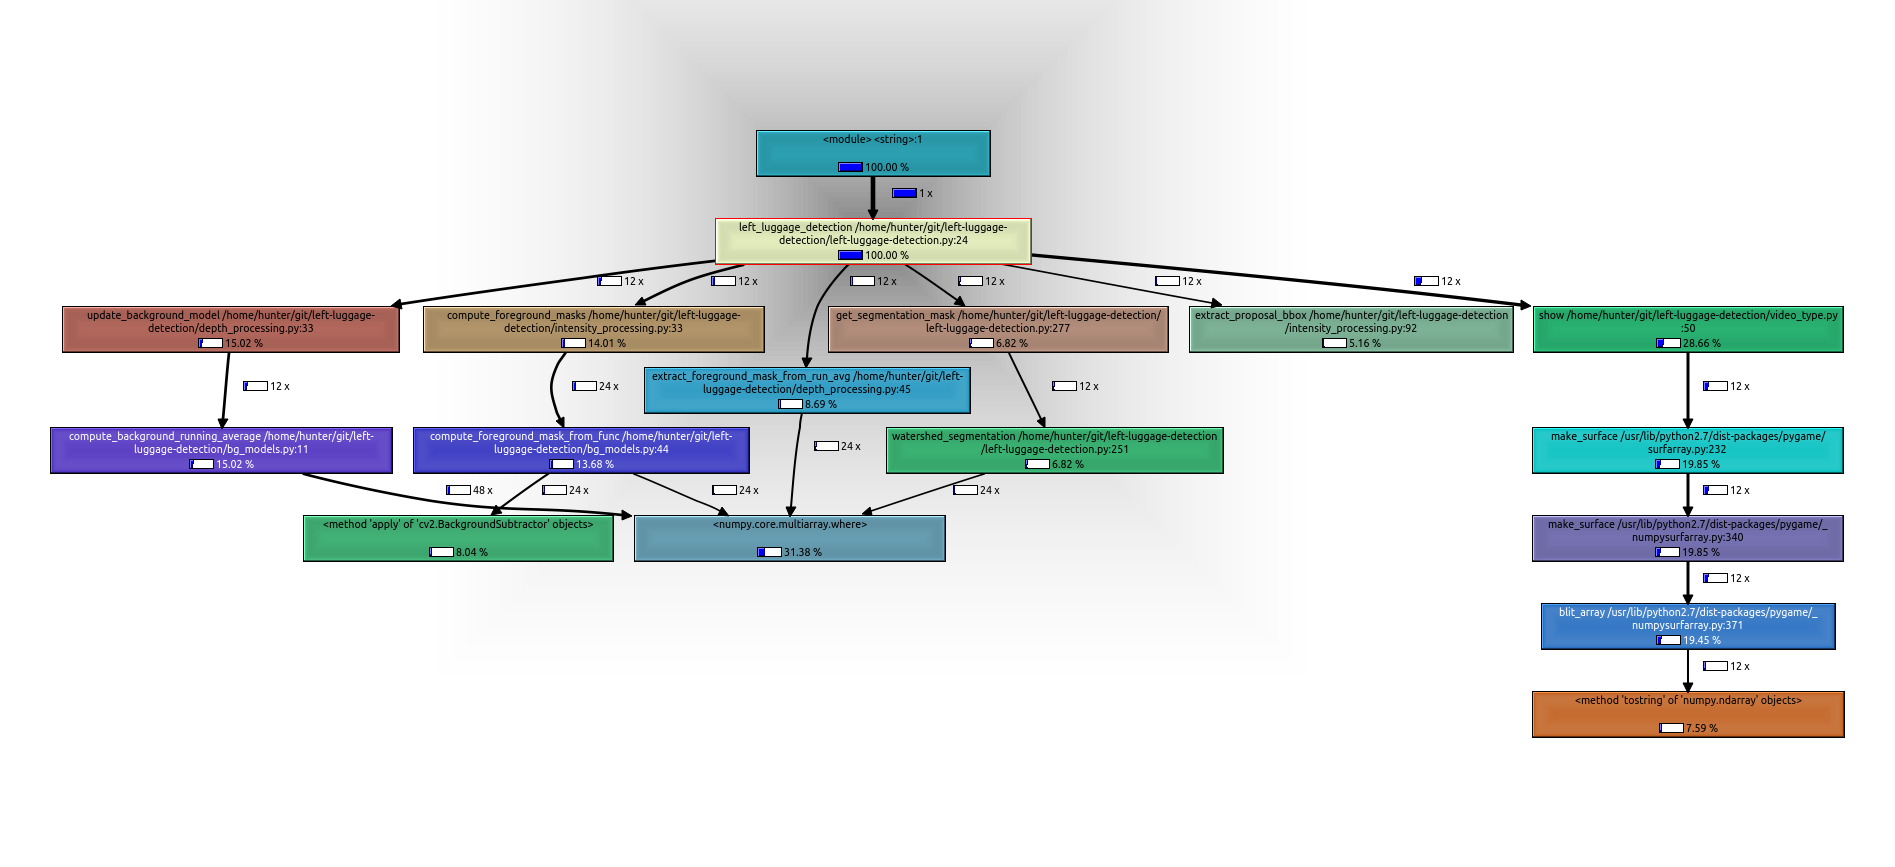 <module> <string>:1
100.00 %
1 x
left_luggage_detection /home/hunter/git/left-luggage-
detection/left-luggage-detection.py:24
100.00 %
12 x
12 x
12 x
12 x
12 x
12 x
update_background_model /home/hunter/git/left-luggage-
detection/depth_processing.py:33
15.02 %
compute_foreground_masks /home/hunter/git/left-luggage-
detection/intensity_processing.py:33
14.01 %
get_segmentation_mask /home/hunter/git/left-luggage-detection/
left-luggage-detection.py:277
6.82 %
extract_proposal_bbox /home/hunter/git/left-luggage-detection
/intensity_processing.py:92
5.16 %
show /home/hunter/git/left-luggage-detection/video_type.py
:50
28.66 %
12 x
24 x
extract_foreground_mask_from_run_avg /home/hunter/git/left-
luggage-detection/depth_processing.py:45
8.69 %
12 x
12 x
compute_background_running_average /home/hunter/git/left-
luggage-detection/bg_models.py:11
15.02 %
compute_foreground_mask_from_func /home/hunter/git/left-
luggage-detection/bg_models.py:44
13.68 %
24 x
watershed_segmentation /home/hunter/git/left-luggage-detection
/left-luggage-detection.py:251
6.82 %
make_surface /usr/lib/python2.7/dist-packages/pygame/
surfarray.py:232
19.85 %
48 x
24 x
24 x
24 x
12 x
<method 'apply' of 'cv2.BackgroundSubtractor' objects>
8.04 %
<numpy.core.multiarray.where>
31.38 %
make_surface /usr/lib/python2.7/dist-packages/pygame/_
numpysurfarray.py:340
19.85 %
12 x
blit_array /usr/lib/python2.7/dist-packages/pygame/_
numpysurfarray.py:371
19.45 %
12 x
<method 'tostring' of 'numpy.ndarray' objects>
7.59 %